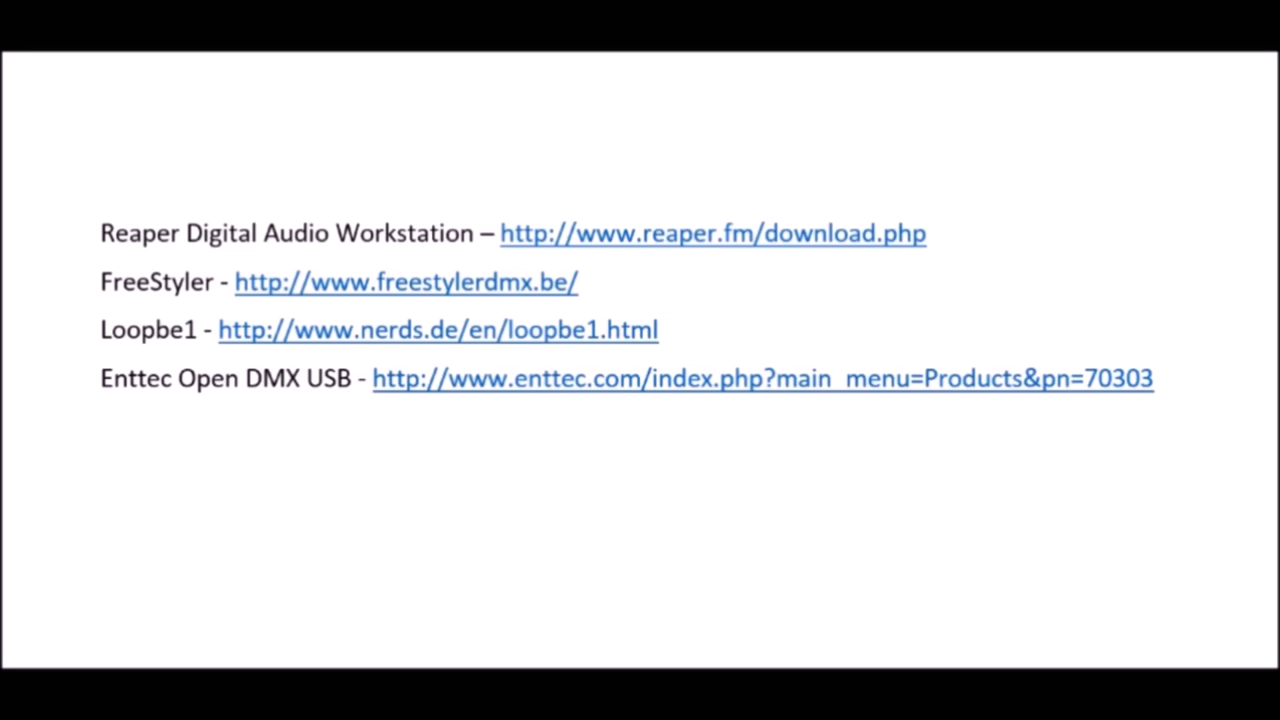 Reaper Digital Audio Workstation – http://www.reaper.fm/download.php
FreeStyler - http://www.freestylerdmx.be/
Loopbe1 - http://www.nerds.de/en/loopbe1.html
Enttec Open DMX USB - http://www.enttec.com/index.php?main_menu=Products&pn=70303